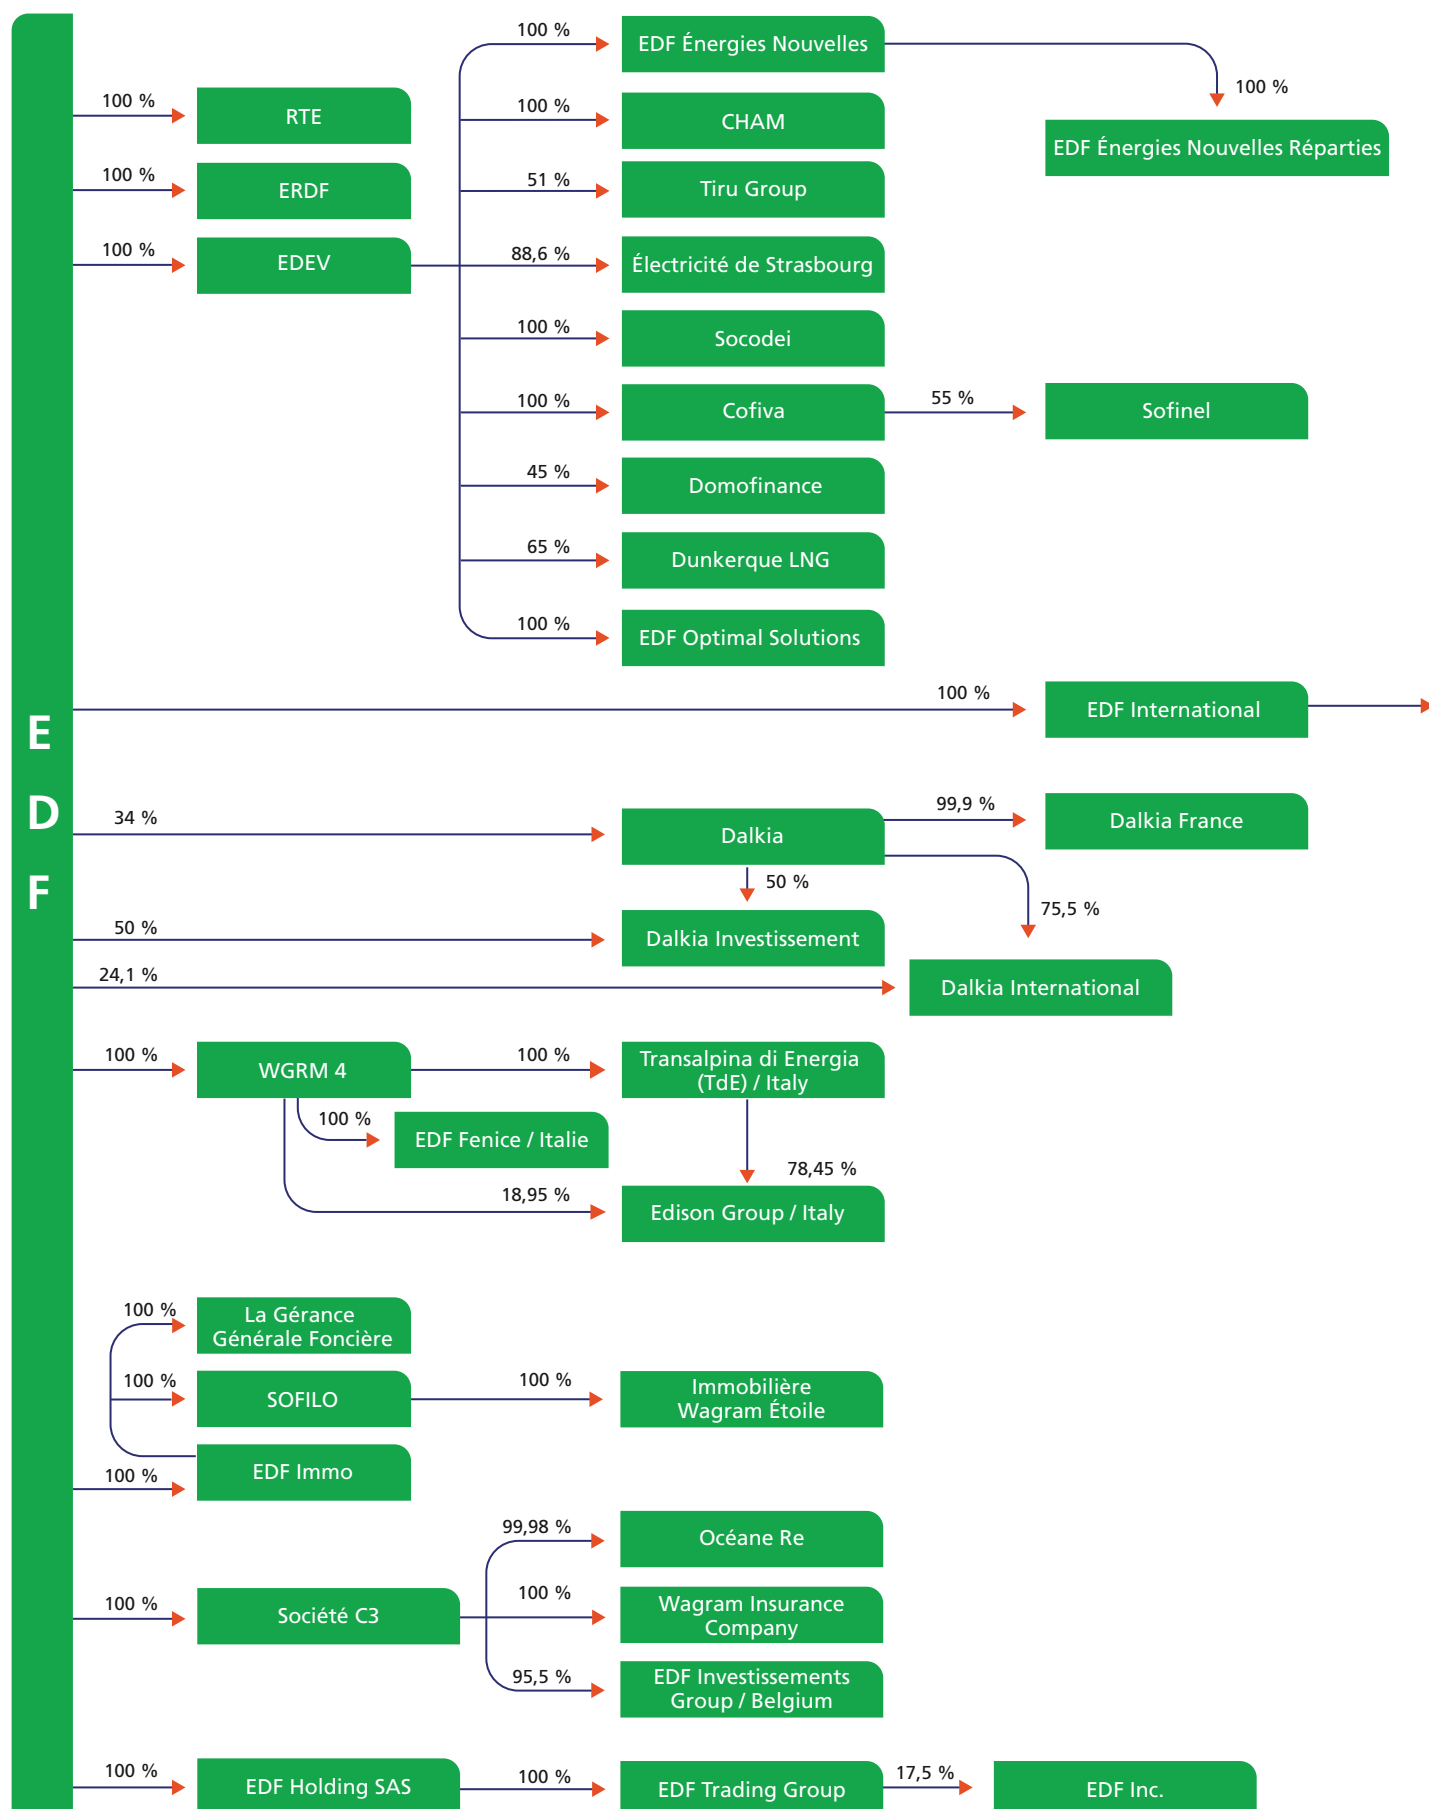 E
D
F
100 %
RTE
100 %
ERDF
100 %
EDEV
100 %
EDF Énergies Nouvelles
100 %
EDF Énergies Nouvelles Réparties
100 %
CHAM
51 %
Tiru Group
88,6 %
Électricité de Strasbourg
100 %
Socodei
100 %
Cofiva
55 %
Sofinel
45 %
Domofinance
65 %
Dunkerque LNG
100 %
EDF Optimal Solutions
100 %
EDF International
34 %
Dalkia
99,9 %
Dalkia France
50 %
75,5 %
50 %
Dalkia Investissement
24,1 %
Dalkia International
100 %
WGRM 4
100 %
Transalpina di Energia
(TdE) / Italy
100 %
EDF Fenice / Italie
78,45 %
18,95 %
Edison Group / Italy
100 %
La Gérance
Générale Foncière
100 %
SOFILO
100 %
Immobilière
Wagram Étoile
100 %
EDF Immo
99,98 %
Océane Re
100 %
Société C3
100 %
Wagram Insurance
Company
95,5 %
EDF Investissements
Group / Belgium
100 %
EDF Holding SAS
100 %
EDF Trading Group
17,5 %
EDF Inc.